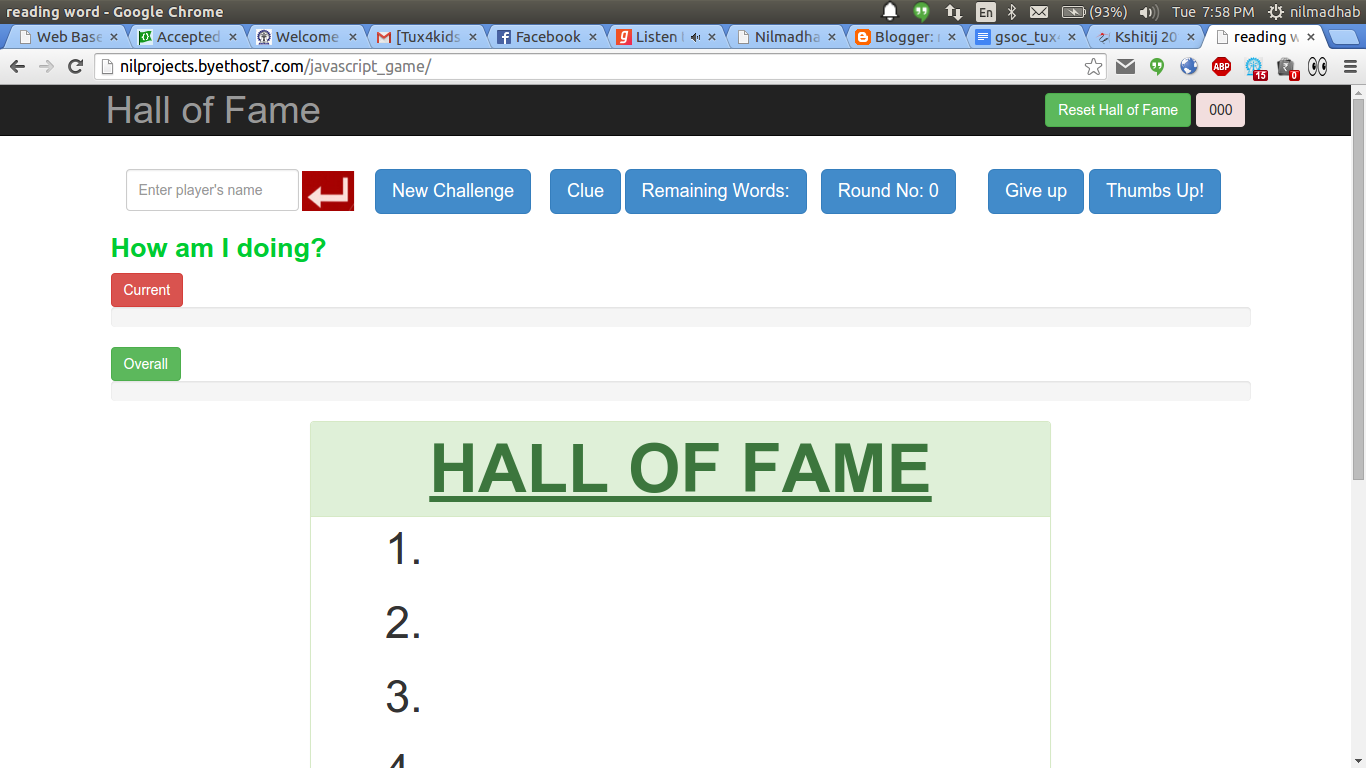 reading word - Google Chrome
En (93%) Tue 7:58 PM nilmadhab
Web Base Accepted Welcome [Tux4kids Facebook Listen Nilmadha Blogger: gsoc_tux Kshitij 20 reading w
nilprojects.byethost7.com/javascript_game/ ABP 15 0
Hall of Fame Reset Hall of Fame 000
Enter player's name New Challenge Clue Remaining Words: Round No: 0 Give up Thumbs Up!
How am I doing?
Current
Overall
HALL OF FAME
1.
2.
3.
4.